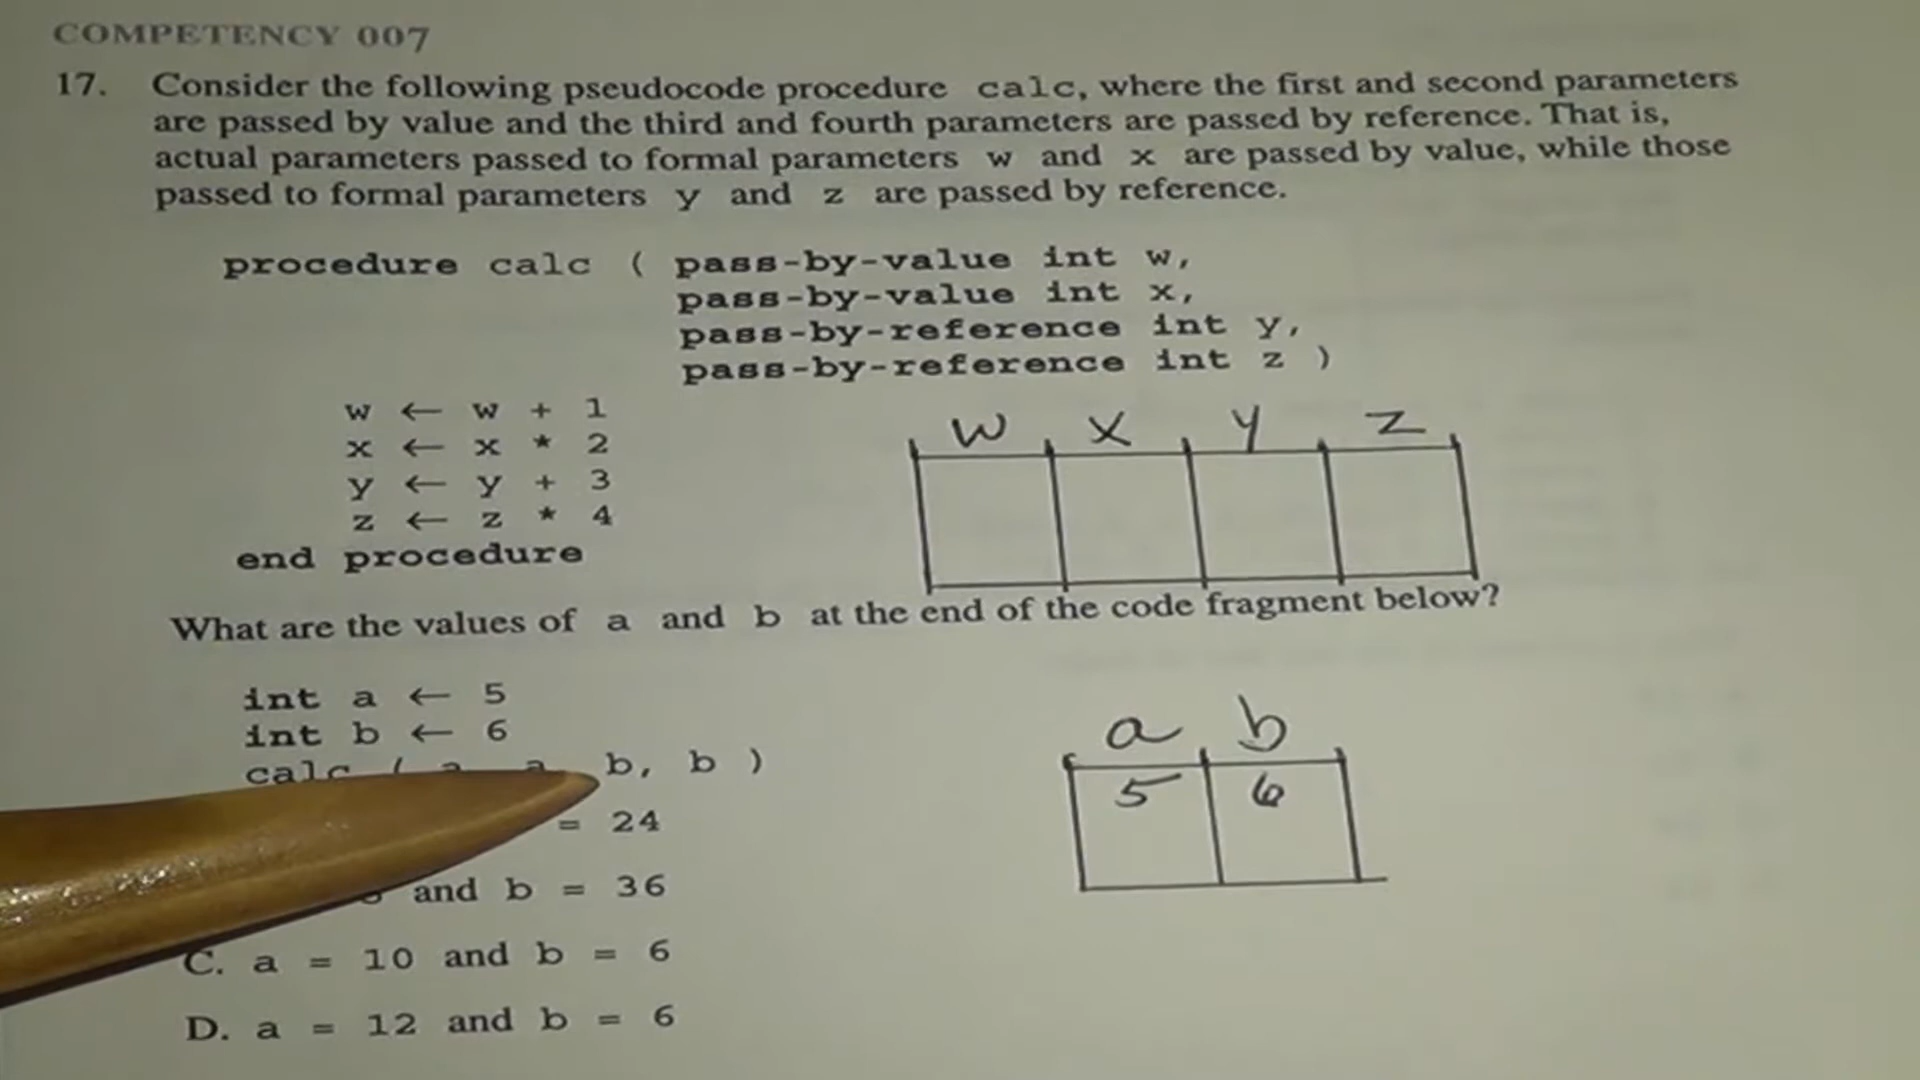 COMPETENCY 007
17. Consider the following pseudocode procedure calc, where the first and second parameters
are passed by value and the third and fourth parameters are passed by reference. That is,
actual parameters passed to formal parameters w and x are passed by value, while those
passed to formal parameters y and z are passed by reference.
procedure calc ( pass-by-value int w,
pass-by-value int x,
pass-by-reference int y,
pass-by-reference int z )
w ← w + 1
x ← x * 2
y ← y + 3
z ← z * 4
end procedure
w x y z
What are the values of a and b at the end of the code fragment below?
int a ← 5
int b ← 6
calc ( a, a, b, b )
a b
5 6
= 24
and b = 36
C. a = 10 and b = 6
D. a = 12 and b = 6